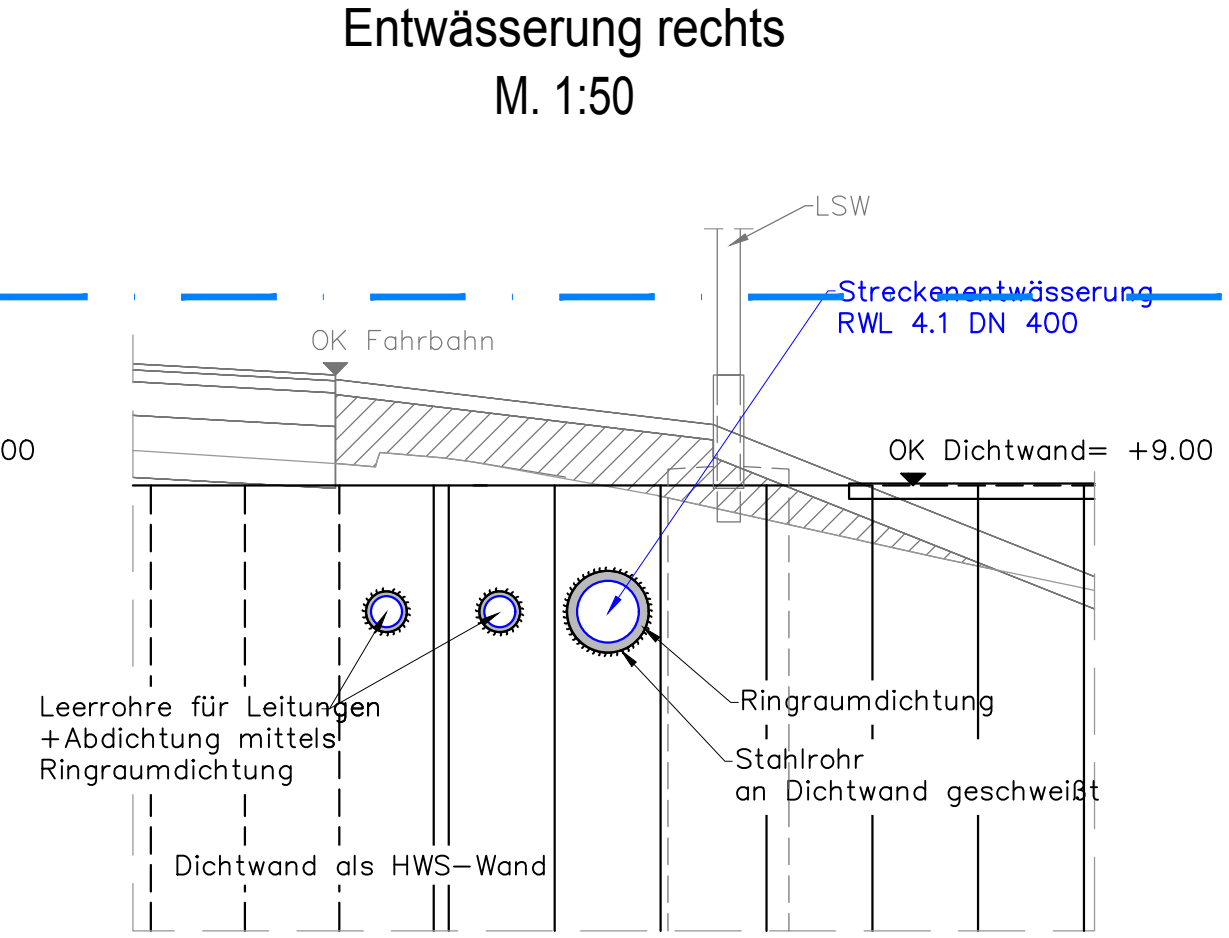 Entwässerung rechts
M. 1:50
LSW
Streckenentwässerung
RWL 4.1 DN 400
OK Fahrbahn
00
OK Dichtwand= +9.00
Leerrohre für Leitungen
+Abdichtung mittels
Ringraumdichtung
Ringraumdichtung
Stahlrohr
an Dichtwand geschweißt
Dichtwand als HWS-Wand